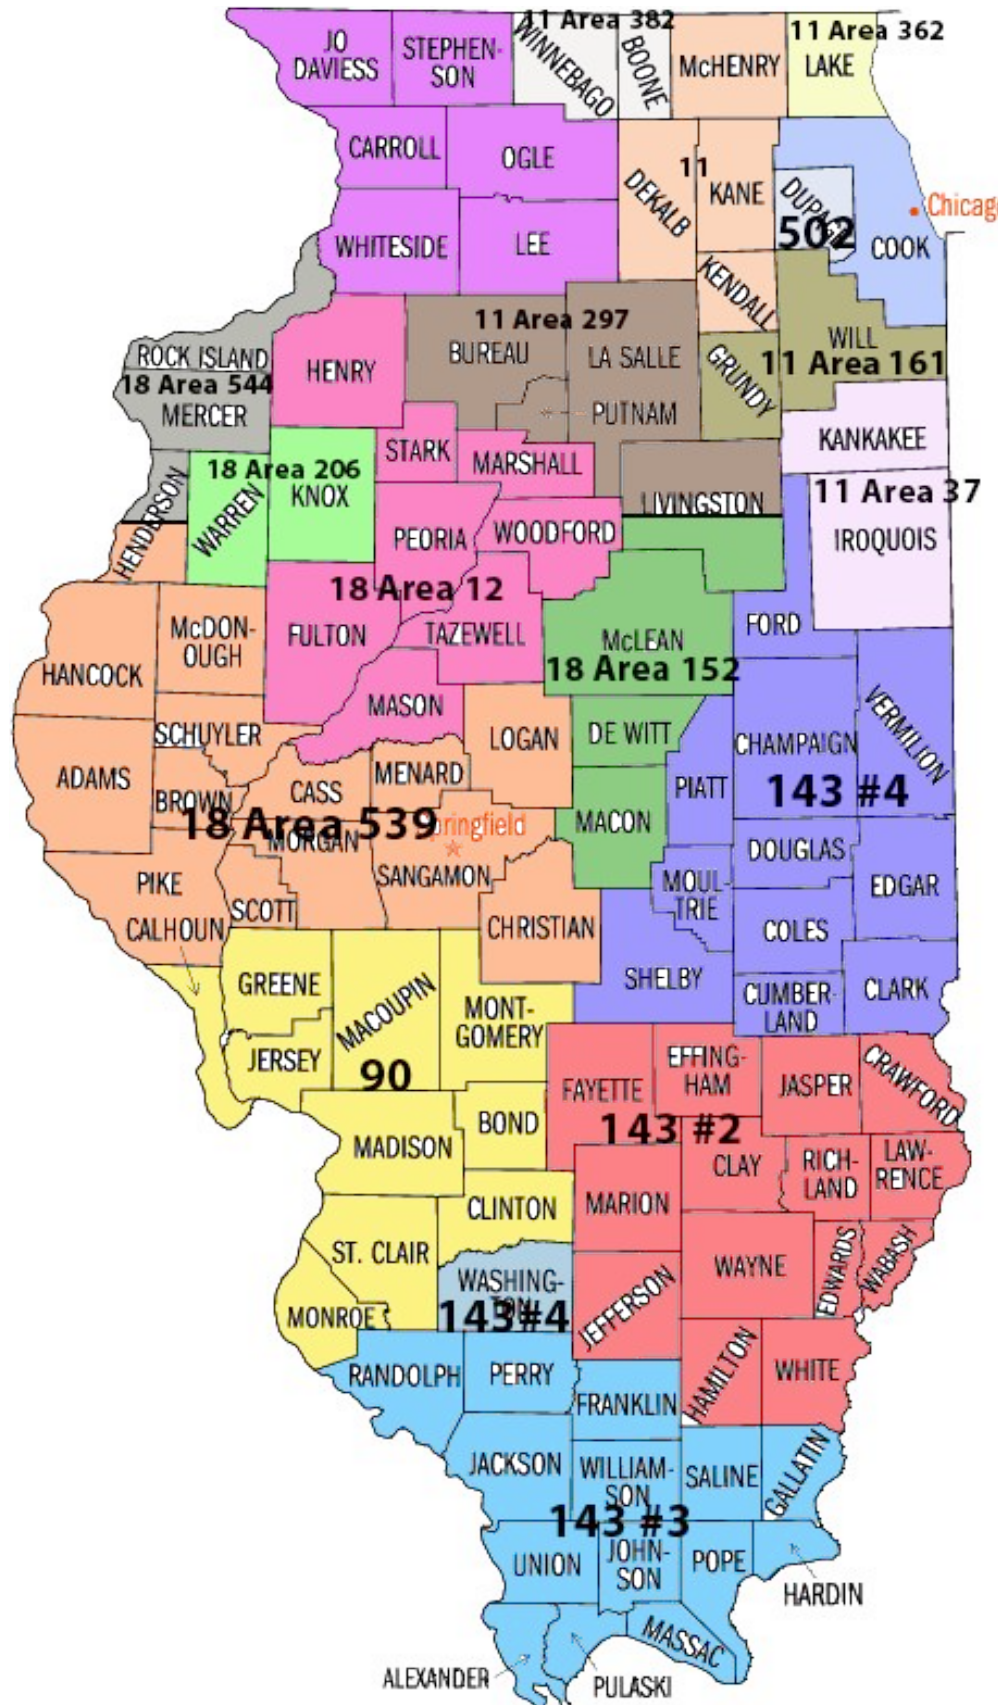 11 Area 382
11 Area 362
JO
DAVIESS
STEPHEN-
SON
WINNEBAGO
BOONE
McHENRY
LAKE
CARROLL
OGLE
DEKALB
11
KANE
DUPAGE
502
COOK
Chicag
WHITESIDE
LEE
KENDALL
ROCK ISLAND
18 Area 544
MERCER
HENRY
11 Area 297
BUREAU
LA SALLE
PUTNAM
GRUNDY
WILL
11 Area 161
KANKAKEE
STARK
MARSHALL
18 Area 206
KNOX
WARREN
HENDERSON
LIVINGSTON
11 Area 37
IROQUOIS
PEORIA
WOODFORD
18 Area 12
FULTON
TAZEWELL
McLEAN
18 Area 152
FORD
HANCOCK
McDON-
OUGH
MASON
SCHUYLER
LOGAN
DE WITT
CHAMPAIGN
VERMILION
ADAMS
BROWN
CASS
MENARD
PIATT
143 #4
18 Area 539
pringfield
MORGAN
MACON
DOUGLAS
PIKE
SANGAMON
MOUL-
TRIE
EDGAR
CALHOUN
SCOTT
CHRISTIAN
COLES
GREENE
MACOUPIN
MONT-
GOMERY
SHELBY
CUMBER-
LAND
CLARK
JERSEY
90
FAYETTE
EFFING-
HAM
JASPER
CRAWFORD
143 #2
MADISON
BOND
CLAY
RICH-
LAND
LAW-
RENCE
CLINTON
MARION
ST. CLAIR
WAYNE
EDWARDS
WABASH
WASHING-
TON
143#4
MONROE
JEFFERSON
HAMILTON
WHITE
RANDOLPH
PERRY
FRANKLIN
JACKSON
WILLIAM-
SON
SALINE
GALLATIN
143 #3
UNION
JOHN-
SON
POPE
HARDIN
MASSAC
ALEXANDER
PULASKI